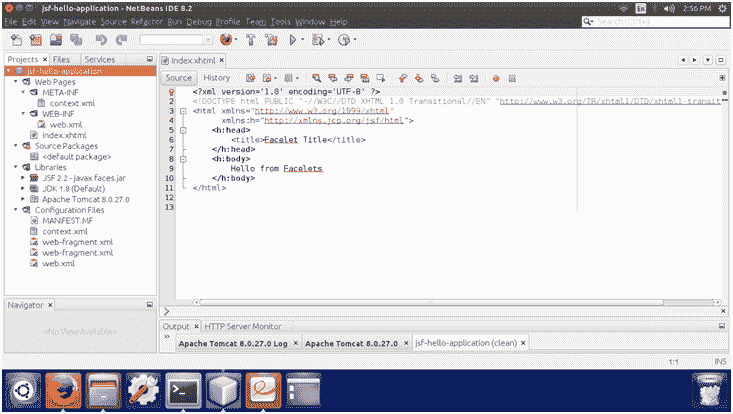 jsf-hello-application - NetBeans IDE 8.2
En
2:56 PM
File Edit View Navigate Source Refactor Run Debug Profile Team Tools Window Help
Search (Ctrl+I)
Projects Files Services
index.xhtml
jsf-hello-application
Web Pages
META-INF
context.xml
WEB-INF
web.xml
index.xhtml
Source Packages
<default package>
Libraries
JSF 2.2 - javax.faces.jar
JDK 1.8 (Default)
Apache Tomcat 8.0.27.0
Configuration Files
MANIFEST.MF
context.xml
web-fragment.xml
web-fragment.xml
web.xml
Navigator
<No View Available>
Source History
<?xml version='1.0' encoding='UTF-8' ?>
2 <!DOCTYPE html PUBLIC "-//W3C//DTD XHTML 1.0 Transitional//EN" "http://www.w3.org/TR/xhtml1/DTD/xhtml1-transit
3 <html xmlns="http://www.w3.org/1999/xhtml"
4 xmlns:h="http://xmlns.jcp.org/jsf/html">
5 <h:head>
6 <title>Facelet Title</title>
7 </h:head>
8 <h:body>
9 Hello from Facelets
10 </h:body>
11 </html>
12
13
Output HTTP Server Monitor
Apache Tomcat 8.0.27.0 Log Apache Tomcat 8.0.27.0 jsf-hello-application (clean)
1:1 INS